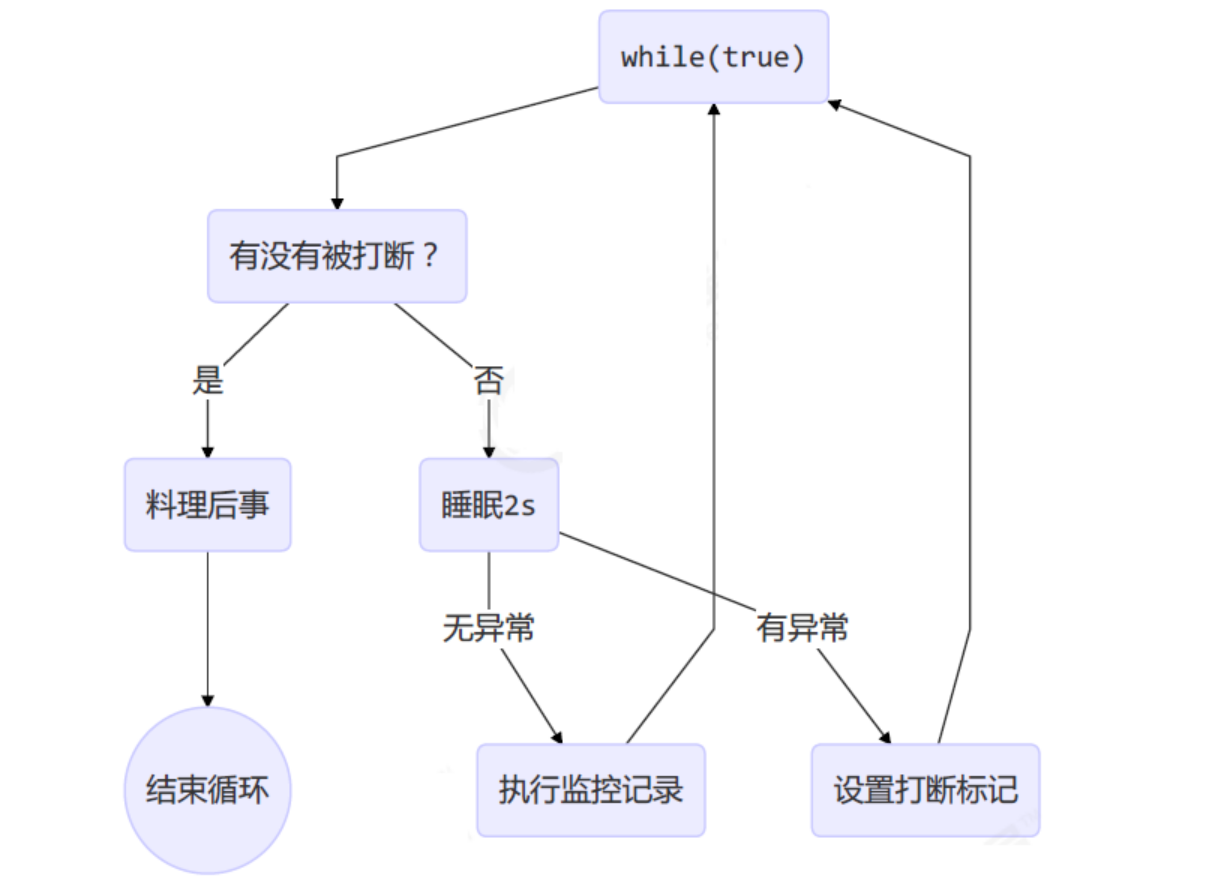 while(true)
有没有被打断？
是
否
料理后事
睡眠2s
无异常
有异常
结束循环
执行监控记录
设置打断标记